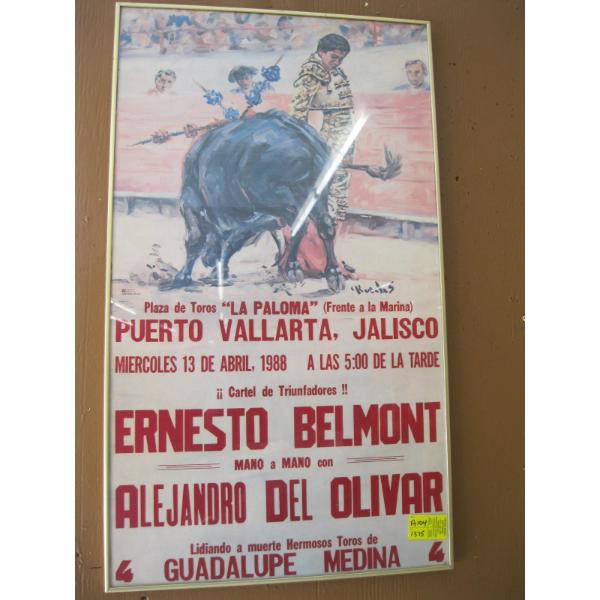 Plaza de Toros "LA PALOMA" (Frente a la Marina)
PUERTO VALLARTA, JALISCO
MIERCOLES 13 DE ABRIL, 1988 A LAS 5:00 DE LA TARDE
¡¡ Cartel de Triunfadores !!
ERNESTO BELMONT
MANO a MANO con
ALEJANDRO DEL OLIVAR
Lidiando a muerte Hermosos Toros de
4 GUADALUPE MEDINA 4